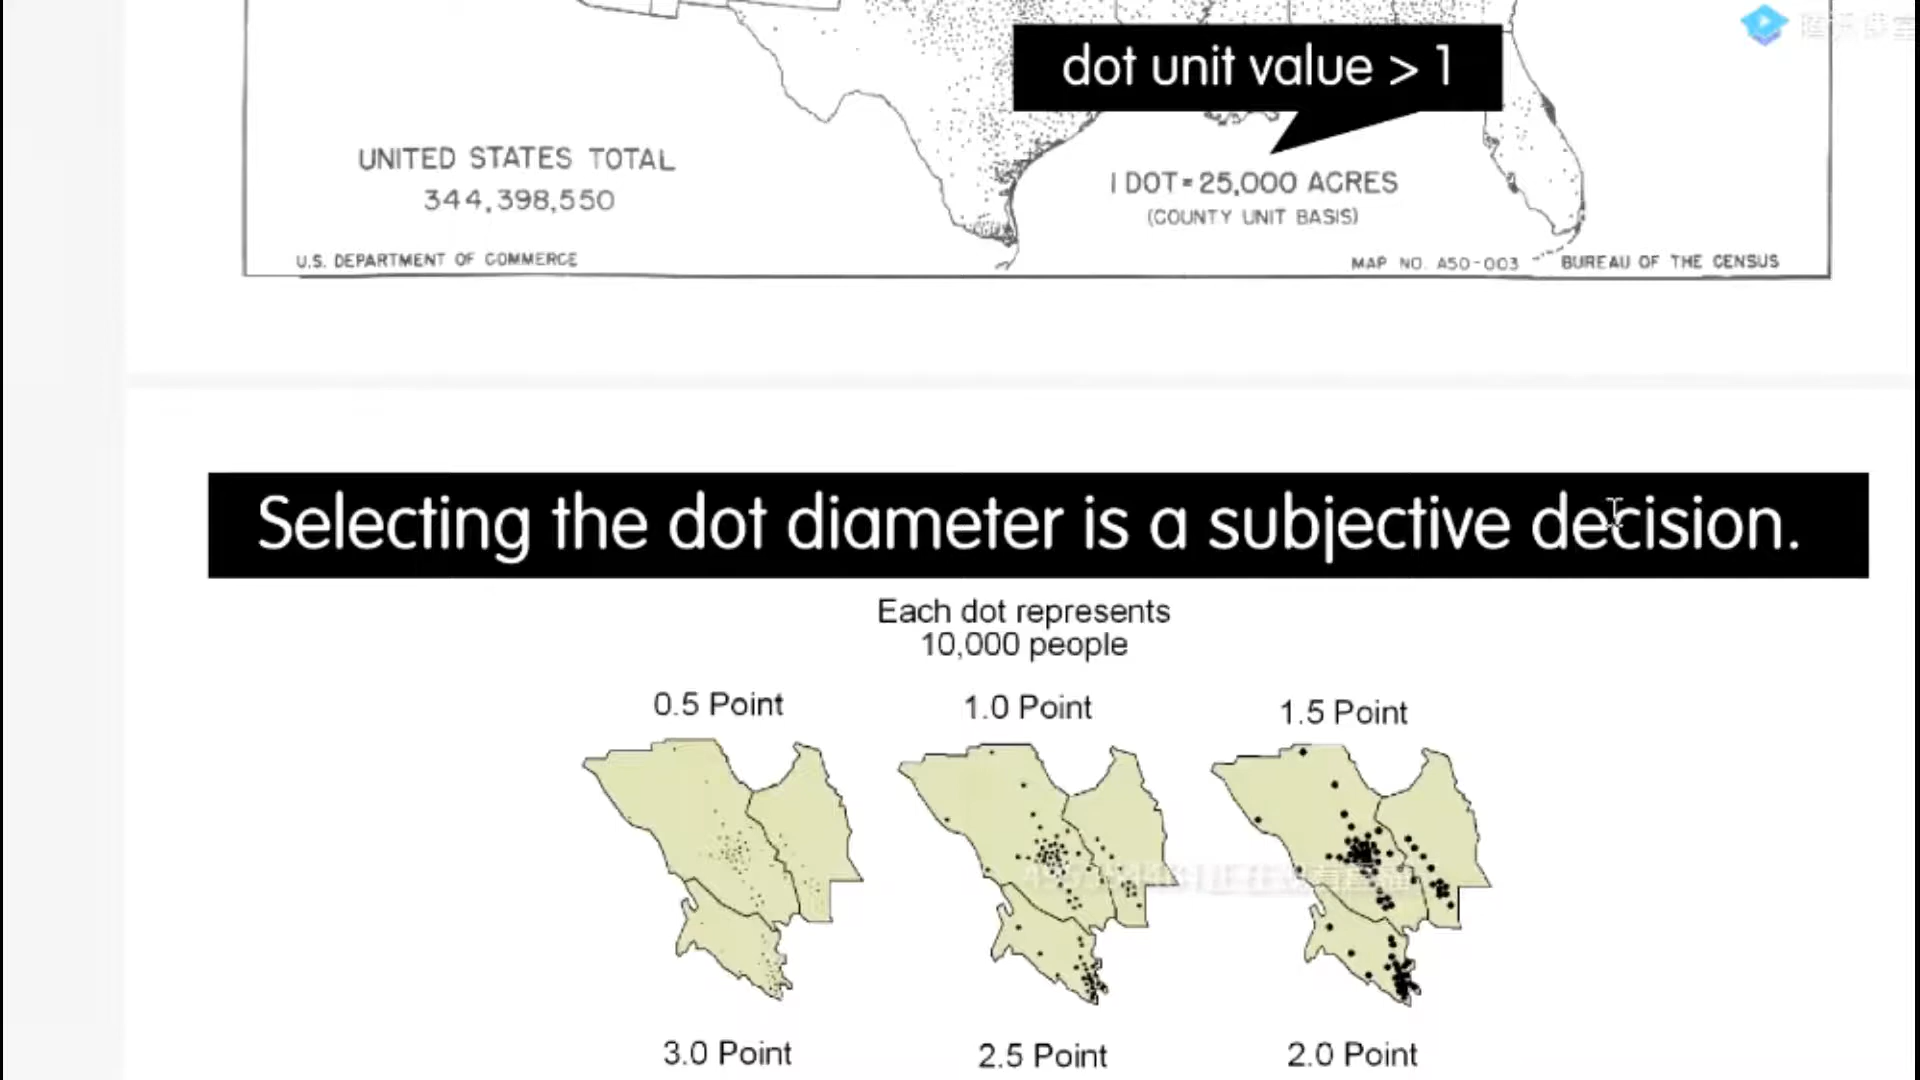 dot unit value > 1
UNITED STATES TOTAL
344,398,550
1 DOT = 25,000 ACRES
(COUNTY UNIT BASIS)
U.S. DEPARTMENT OF COMMERCE
MAP NO. A50-003
BUREAU OF THE CENSUS
Selecting the dot diameter is a subjective decision.
Each dot represents
10,000 people
0.5 Point
1.0 Point
1.5 Point
3.0 Point
2.5 Point
2.0 Point